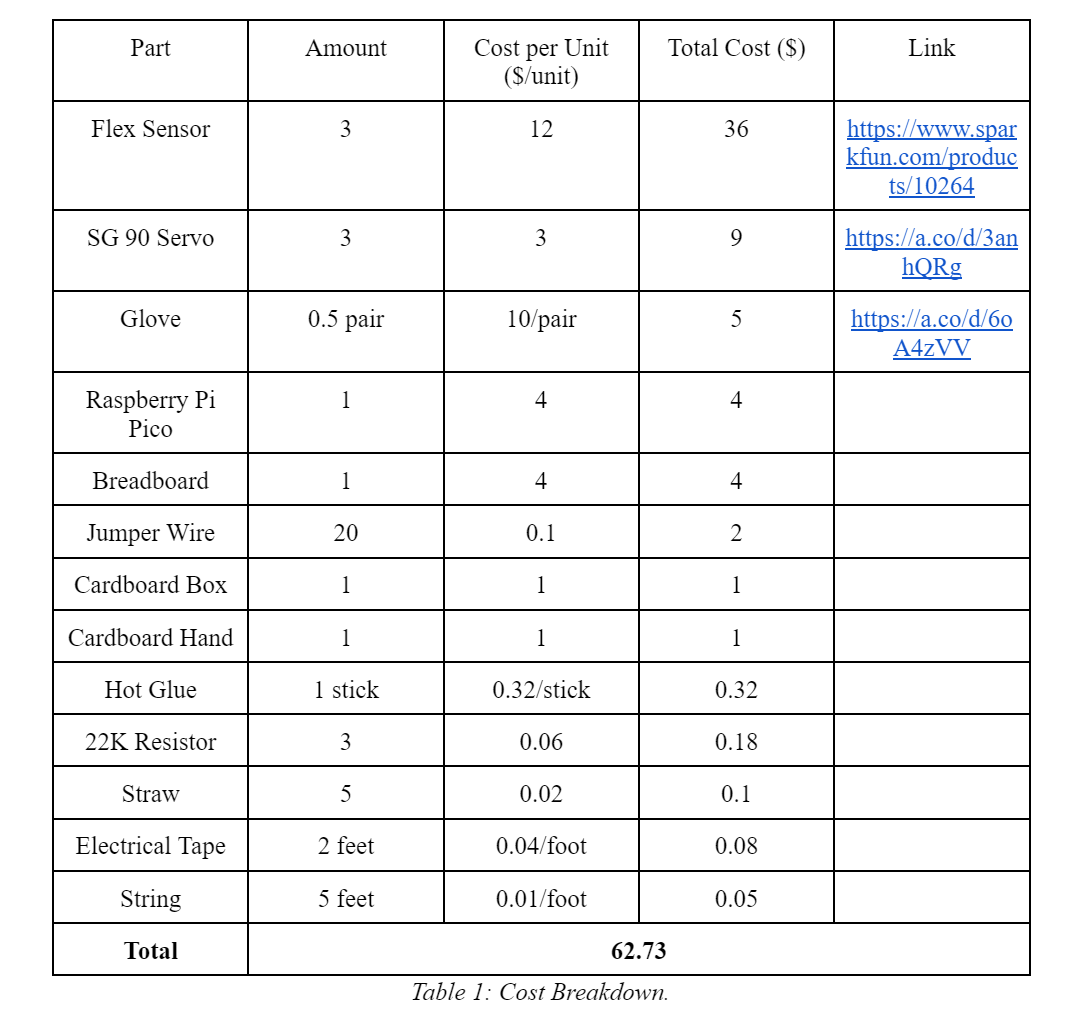 Part Amount Cost per Unit ($/unit) Total Cost ($) Link
Flex Sensor 3 12 36 https://www.sparkfun.com/products/10264
SG 90 Servo 3 3 9 https://a.co/d/3anhQRg
Glove 0.5 pair 10/pair 5 https://a.co/d/6oA4zVV
Raspberry Pi Pico 1 4 4
Breadboard 1 4 4
Jumper Wire 20 0.1 2
Cardboard Box 1 1 1
Cardboard Hand 1 1 1
Hot Glue 1 stick 0.32/stick 0.32
22K Resistor 3 0.06 0.18
Straw 5 0.02 0.1
Electrical Tape 2 feet 0.04/foot 0.08
String 5 feet 0.01/foot 0.05
Total 62.73
Table 1: Cost Breakdown.